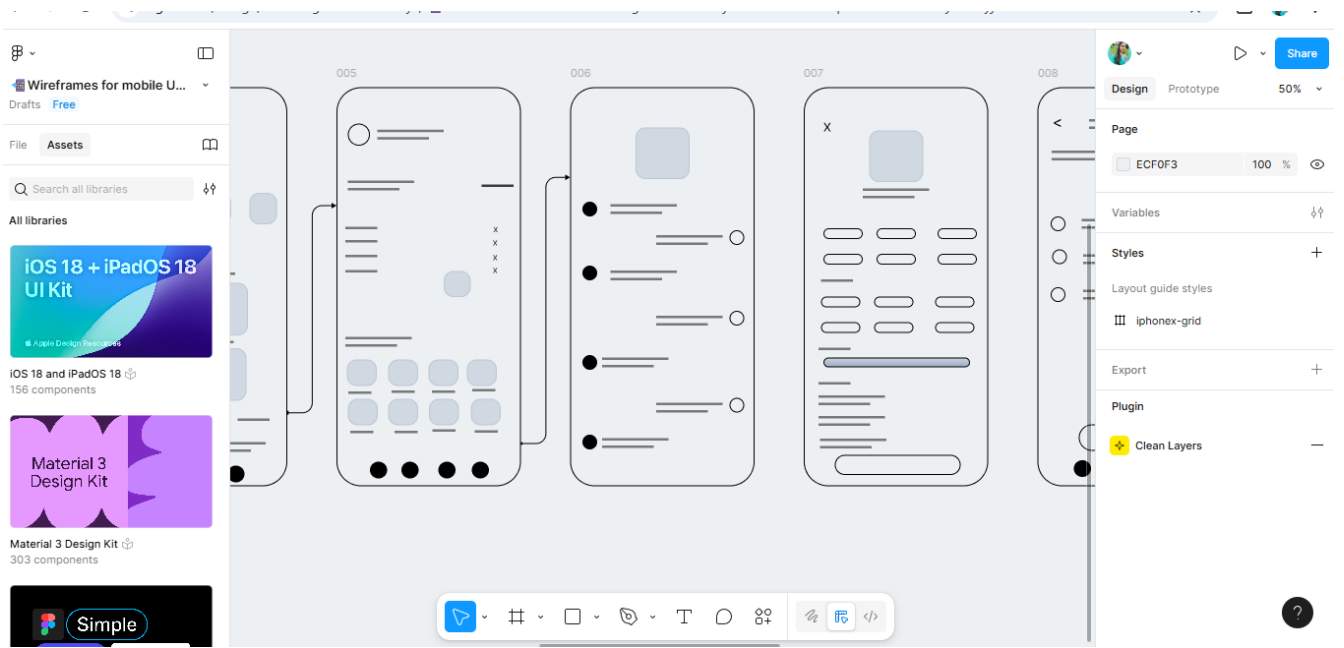 Wireframes for mobile U...
Drafts Free
File Assets
Search all libraries
All libraries
iOS 18 + iPadOS 18
UI Kit
Apple Design Resources
iOS 18 and iPadOS 18
156 components
Material 3
Design Kit
Material 3 Design Kit
303 components
Simple
005
x
x
x
x
006
007
X
008
<
T
</>
Share
Design Prototype 50%
Page
ECF0F3 100 %
Variables
Styles
Layout guide styles
iphonex-grid
Export
Plugin
Clean Layers
?